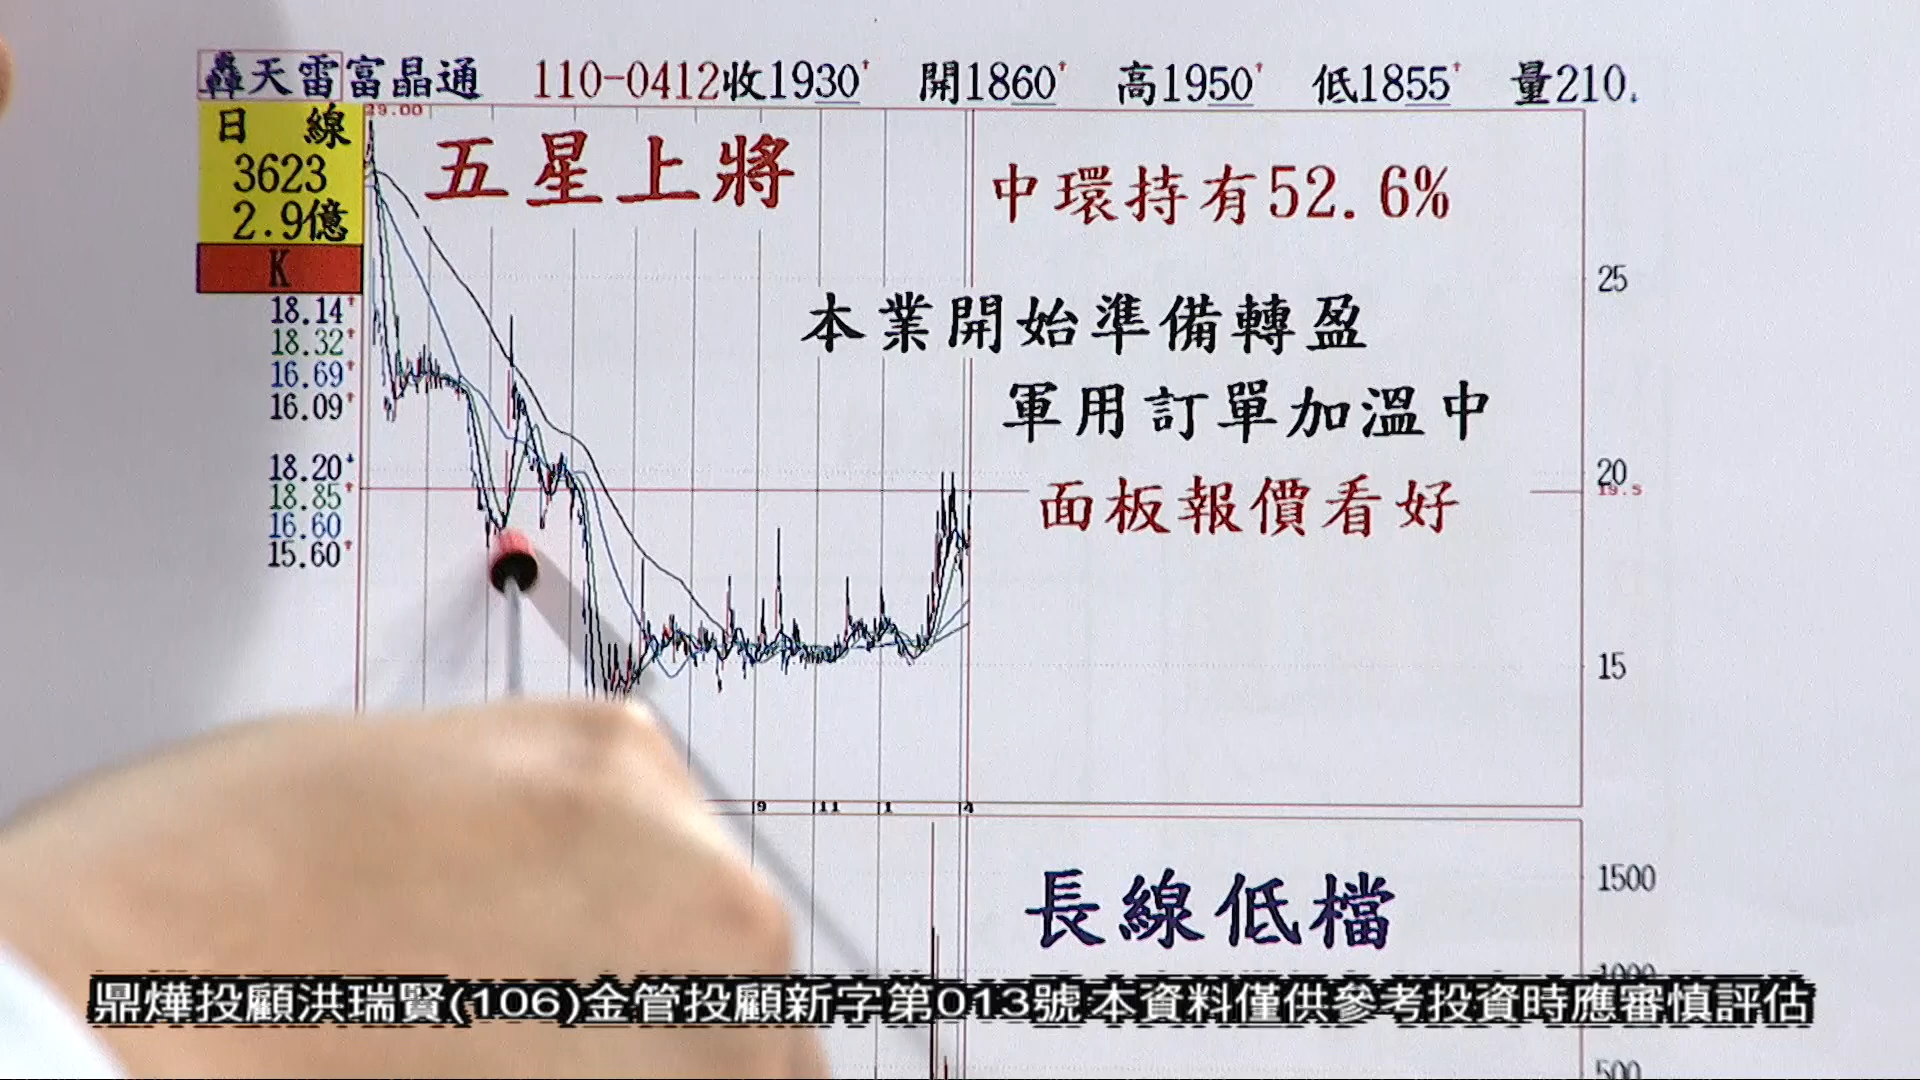 轟天雷富晶通 110-0412收1930↑ 開1860↑ 高1950↑ 低1855↑ 量210.
日 線
3623
2.9億
K
29.00
五星上將
中環持有52.6%
25
本業開始準備轉盈
18.14↑
18.32↑
16.69↑
16.09↑
軍用訂單加溫中
18.20↓
18.85↑
16.60
15.60↑
20
19.5
面板報價看好
15
9 11 1 4
長線低檔
1500
1000
500
鼎燁投顧洪瑞賢(106)金管投顧新字第013號本資料僅供參考投資時應審慎評估